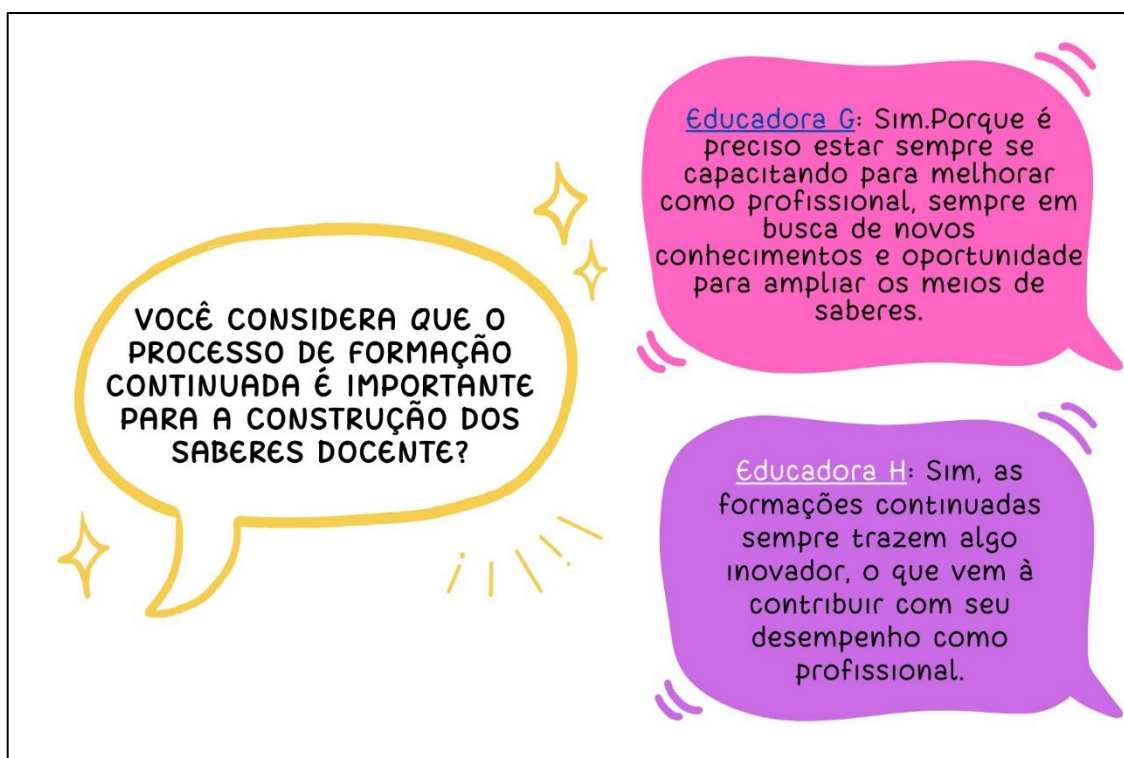 VOCÊ CONSIDERA QUE O
PROCESSO DE FORMAÇÃO
CONTINUADA É IMPORTANTE
PARA A CONSTRUÇÃO DOS
SABERES DOCENTE?
Educadora G: Sim.Porque é
preciso estar sempre se
capacitando para melhorar
como profissional, sempre em
busca de novos
conhecimentos e oportunidade
para ampliar os meios de
saberes.
Educadora H: Sim, as
formações continuadas
sempre trazem algo
inovador, o que vem à
contribuir com seu
desempenho como
profissional.